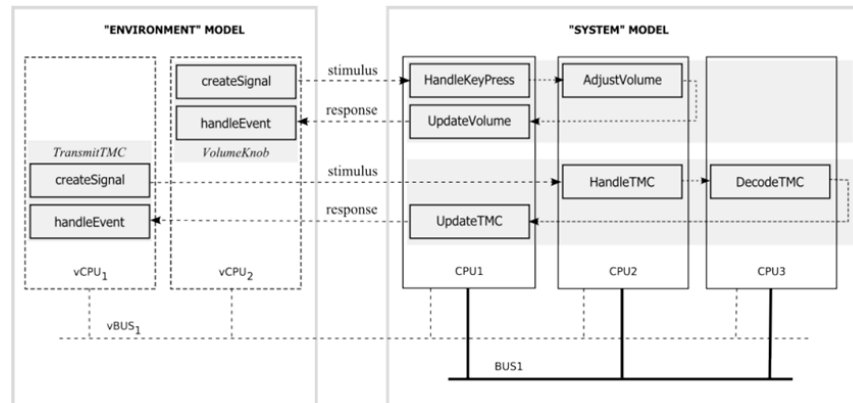 "ENVIRONMENT" MODEL
"SYSTEM" MODEL
createSignal
stimulus
HandleKeyPress
AdjustVolume
handleEvent
response
UpdateVolume
TransmitTMC
VolumeKnob
createSignal
stimulus
HandleTMC
DecodeTMC
handleEvent
response
UpdateTMC
vCPU1
vCPU2
CPU1
CPU2
CPU3
vBUS1
BUS1